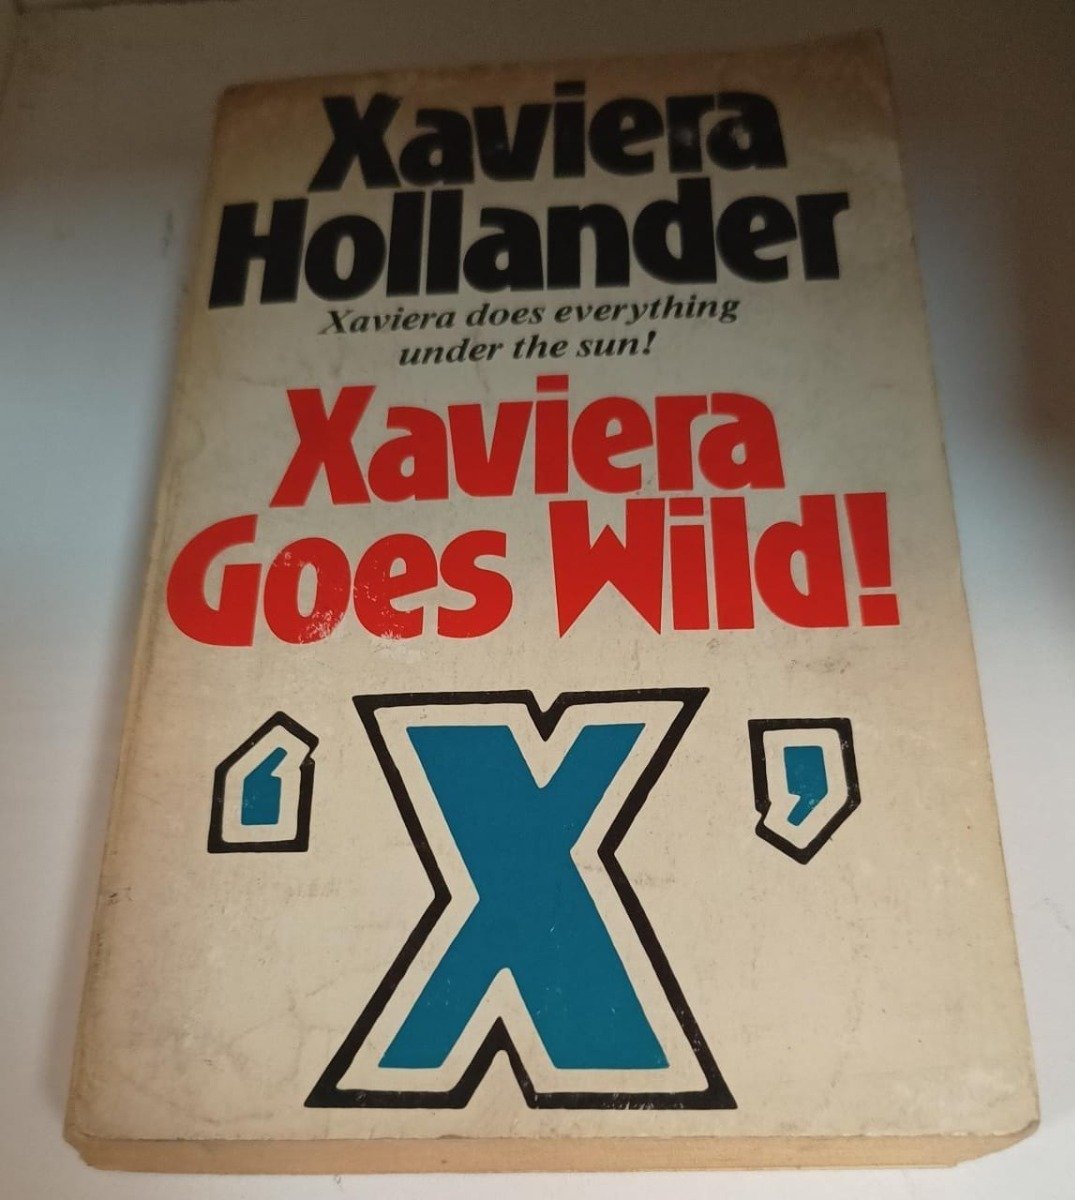 Xaviera
Hollander
Xaviera does everything
under the sun!
Xaviera
Goes Wild!
‘X’